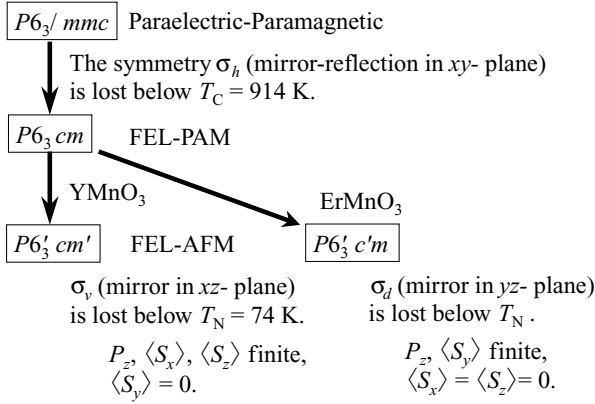 P6₃/ mmc Paraelectric-Paramagnetic
The symmetry σₕ (mirror-reflection in xy- plane)
is lost below T_C = 914 K.
P6₃ cm FEL-PAM
YMnO₃
ErMnO₃
P6₃′ cm′ FEL-AFM
P6₃′ c′m
σᵥ (mirror in xz- plane)
is lost below T_N = 74 K.
P_z, ⟨S_x⟩, ⟨S_z⟩ finite,
⟨S_y⟩ = 0.
σ_d (mirror in yz- plane)
is lost below T_N .
P_z, ⟨S_y⟩ finite,
⟨S_x⟩ = ⟨S_z⟩= 0.